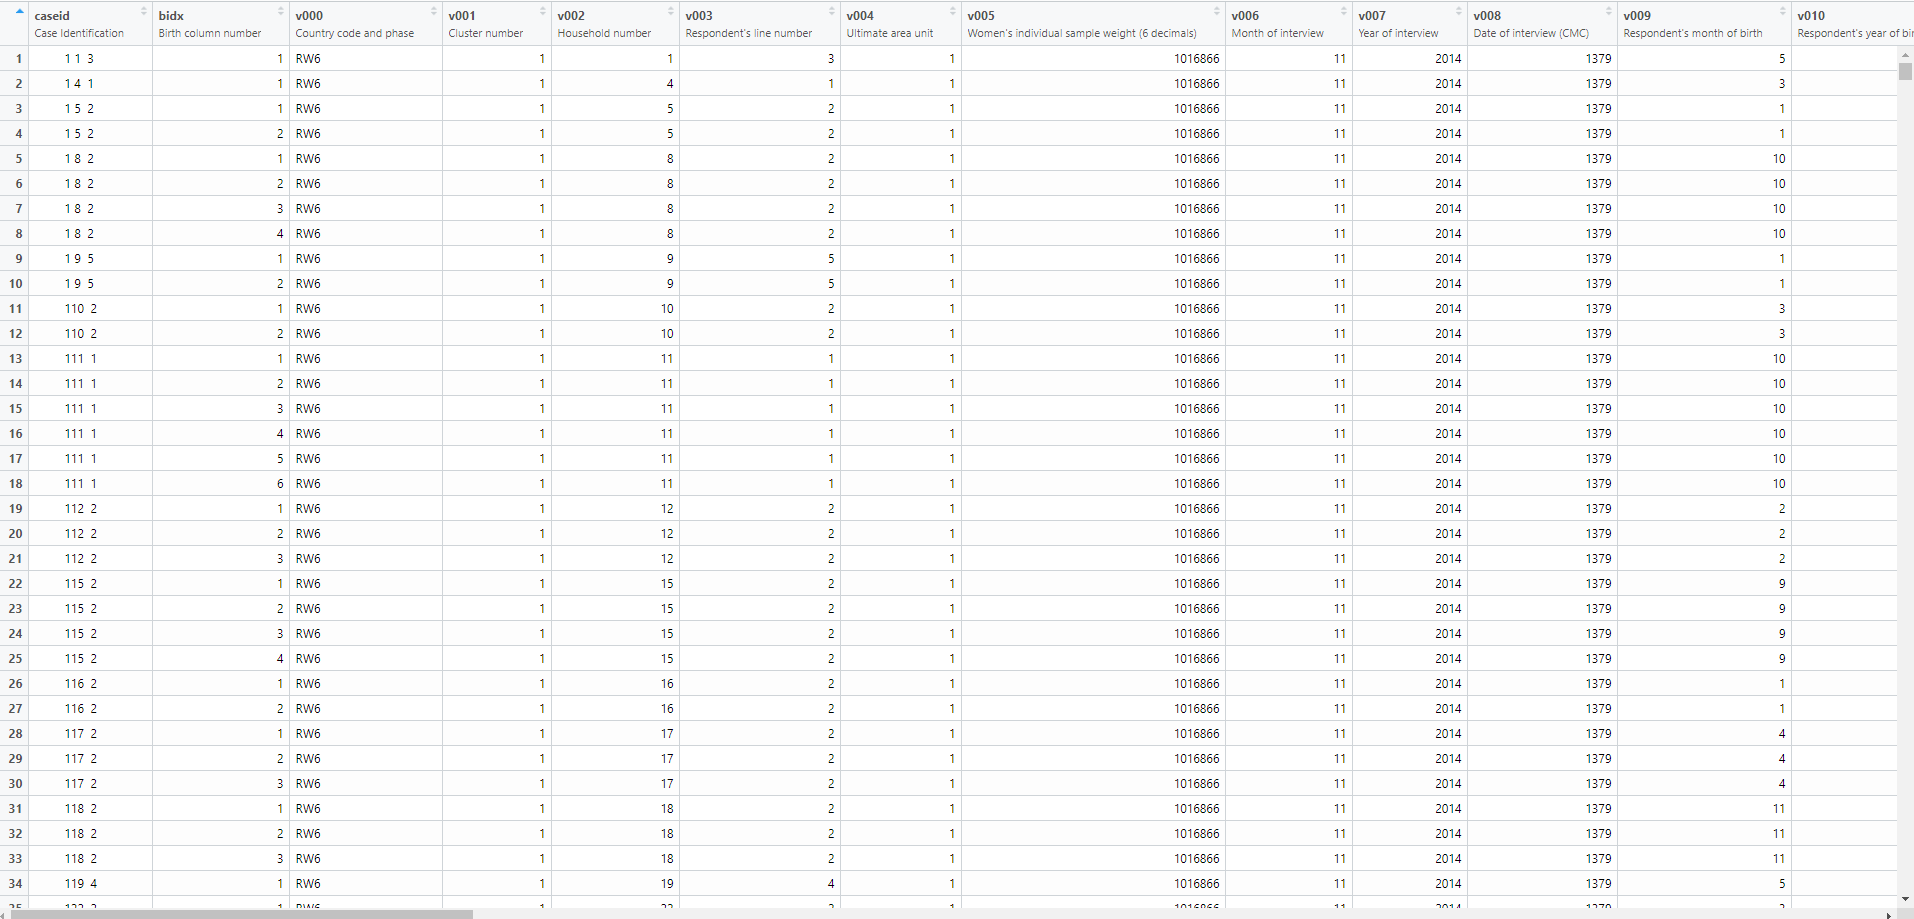 caseid bidx v000 v001 v002 v003 v004 v005 v006 v007 v008 v009 v010
Case Identification Birth column number Country code and phase Cluster number Household number Respondent's line number Ultimate area unit Women's individual sample weight (6 decimals) Month of interview Year of interview Date of interview (CMC) Respondent's month of birth Respondent's year of bir
1 1 1 3 1 RW6 1 1 3 1 1016866 11 2014 1379 5
2 1 4 1 1 RW6 1 4 1 1 1016866 11 2014 1379 3
3 1 5 2 1 RW6 1 5 2 1 1016866 11 2014 1379 1
4 1 5 2 2 RW6 1 5 2 1 1016866 11 2014 1379 1
5 1 8 2 1 RW6 1 8 2 1 1016866 11 2014 1379 10
6 1 8 2 2 RW6 1 8 2 1 1016866 11 2014 1379 10
7 1 8 2 3 RW6 1 8 2 1 1016866 11 2014 1379 10
8 1 8 2 4 RW6 1 8 2 1 1016866 11 2014 1379 10
9 1 9 5 1 RW6 1 9 5 1 1016866 11 2014 1379 1
10 1 9 5 2 RW6 1 9 5 1 1016866 11 2014 1379 1
11 110 2 1 RW6 1 10 2 1 1016866 11 2014 1379 3
12 110 2 2 RW6 1 10 2 1 1016866 11 2014 1379 3
13 111 1 1 RW6 1 11 1 1 1016866 11 2014 1379 10
14 111 1 2 RW6 1 11 1 1 1016866 11 2014 1379 10
15 111 1 3 RW6 1 11 1 1 1016866 11 2014 1379 10
16 111 1 4 RW6 1 11 1 1 1016866 11 2014 1379 10
17 111 1 5 RW6 1 11 1 1 1016866 11 2014 1379 10
18 111 1 6 RW6 1 11 1 1 1016866 11 2014 1379 10
19 112 2 1 RW6 1 12 2 1 1016866 11 2014 1379 2
20 112 2 2 RW6 1 12 2 1 1016866 11 2014 1379 2
21 112 2 3 RW6 1 12 2 1 1016866 11 2014 1379 2
22 115 2 1 RW6 1 15 2 1 1016866 11 2014 1379 9
23 115 2 2 RW6 1 15 2 1 1016866 11 2014 1379 9
24 115 2 3 RW6 1 15 2 1 1016866 11 2014 1379 9
25 115 2 4 RW6 1 15 2 1 1016866 11 2014 1379 9
26 116 2 1 RW6 1 16 2 1 1016866 11 2014 1379 1
27 116 2 2 RW6 1 16 2 1 1016866 11 2014 1379 1
28 117 2 1 RW6 1 17 2 1 1016866 11 2014 1379 4
29 117 2 2 RW6 1 17 2 1 1016866 11 2014 1379 4
30 117 2 3 RW6 1 17 2 1 1016866 11 2014 1379 4
31 118 2 1 RW6 1 18 2 1 1016866 11 2014 1379 11
32 118 2 2 RW6 1 18 2 1 1016866 11 2014 1379 11
33 118 2 3 RW6 1 18 2 1 1016866 11 2014 1379 11
34 119 4 1 RW6 1 19 4 1 1016866 11 2014 1379 5